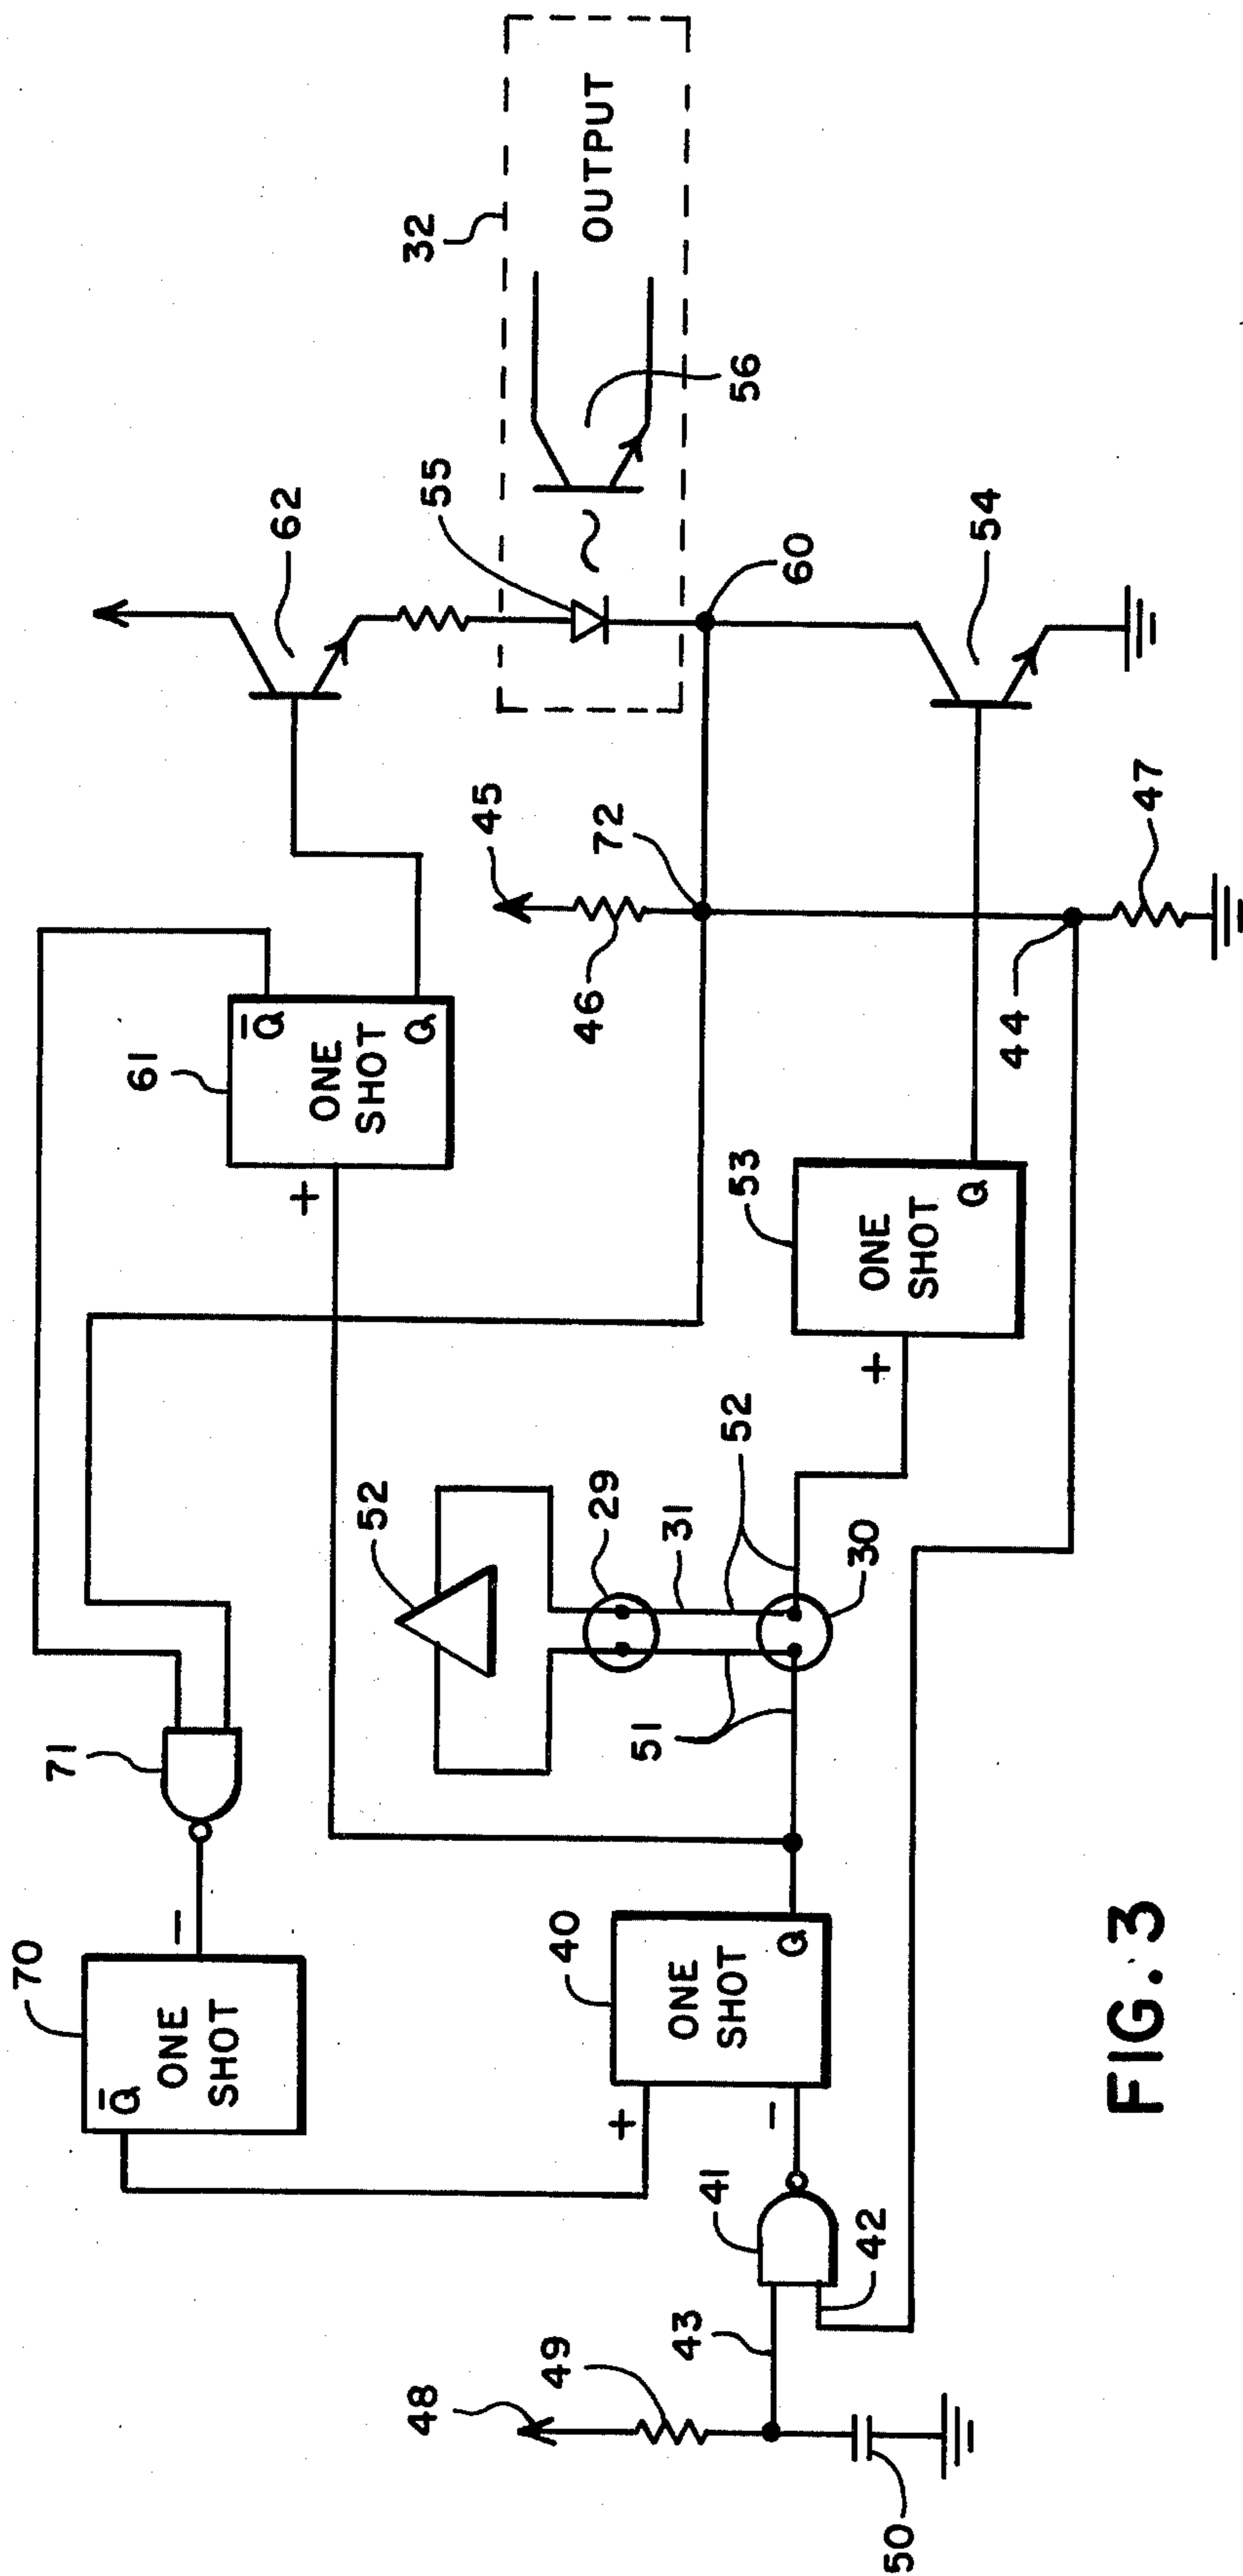 70
Q̅
ONE
SHOT
−
71
61
Q̅
ONE
SHOT
Q
+
62
32
OUTPUT
55
56
60
54
45
46
72
47
44
52
29
31
52
30
51
53
ONE
SHOT
Q
+
40
ONE
SHOT
Q
+
−
41
42
43
48
49
50
FIG. 3